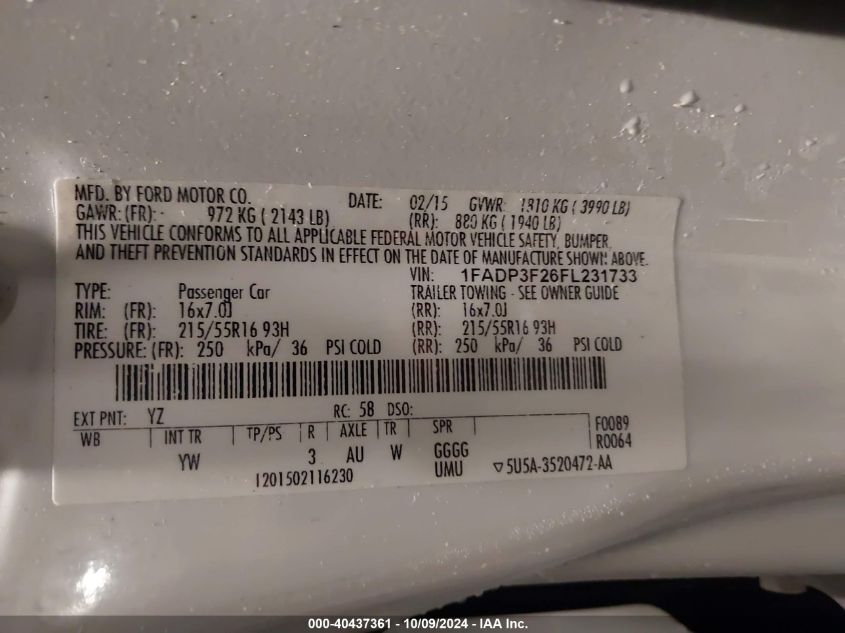 MFD. BY FORD MOTOR CO. DATE: 02/15 GVWR: 1810 KG ( 3990 LB)
GAWR: (FR): - 972 KG ( 2143 LB) (RR): 880 KG ( 1940 LB)
THIS VEHICLE CONFORMS TO ALL APPLICABLE FEDERAL MOTOR VEHICLE SAFETY, BUMPER,
AND THEFT PREVENTION STANDARDS IN EFFECT ON THE DATE OF MANUFACTURE SHOWN ABOVE.
VIN: 1FADP3F26FL231733
TYPE: Passenger Car TRAILER TOWING - SEE OWNER GUIDE
RIM: (FR): 16x7.0J (RR): 16x7.0J
TIRE: (FR): 215/55R16 93H (RR): 215/55R16 93H
PRESSURE: (FR): 250 kPa/ 36 PSI COLD (RR): 250 kPa/ 36 PSI COLD
EXT PNT: YZ RC: 58 DSO:
WB INT TR TP/PS R AXLE TR SPR F0089
YW 3 AU W GGGG R0064
UMU
1201502116230 ▽5U5A-3520472-AA
000-40437361 - 10/09/2024 - IAA Inc.